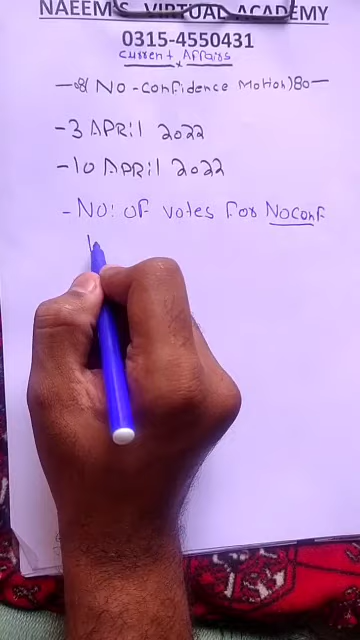 NAEEM'S VIRTUAL ACADEMY
0315-4550431
Current Affairs
No-Confidence Motion
-3 APRil 2022
-10 APRil 2022
-NO: OF votes For Noconf